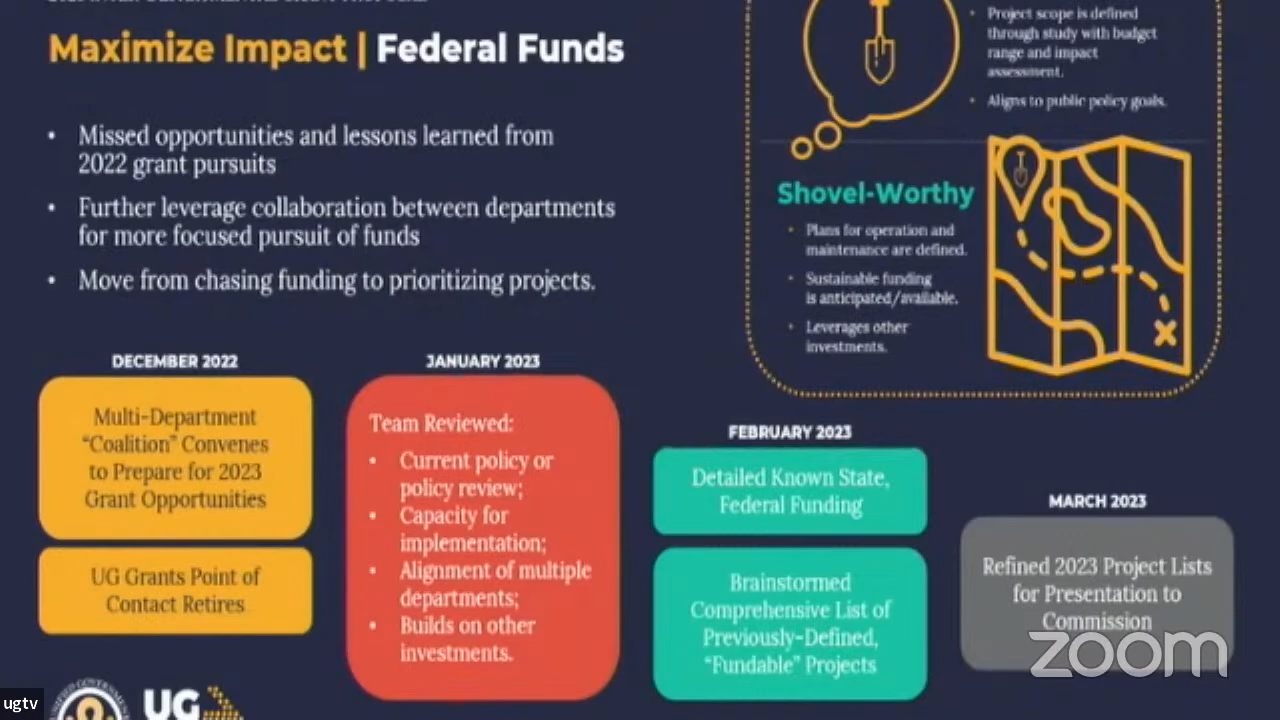 Maximize Impact | Federal Funds
• Missed opportunities and lessons learned from
2022 grant pursuits
• Further leverage collaboration between departments
for more focused pursuit of funds
• Move from chasing funding to prioritizing projects.
• Project scope is defined
through study with budget
range and impact
assessment.
• Aligns to public policy goals.
Shovel-Worthy
• Plans for operation and
maintenance are defined.
• Sustainable funding
is anticipated/available.
• Leverages other
investments.
DECEMBER 2022
Multi-Department
“Coalition” Convenes
to Prepare for 2023
Grant Opportunities
UG Grants Point of
Contact Retires
JANUARY 2023
Team Reviewed:
• Current policy or
policy review;
• Capacity for
implementation;
• Alignment of multiple
departments;
• Builds on other
investments.
FEBRUARY 2023
Detailed Known State,
Federal Funding
Brainstormed
Comprehensive List of
Previously-Defined,
“Fundable” Projects
MARCH 2023
Refined 2023 Project Lists
for Presentation to
Commission
zoom
UG
ugtv